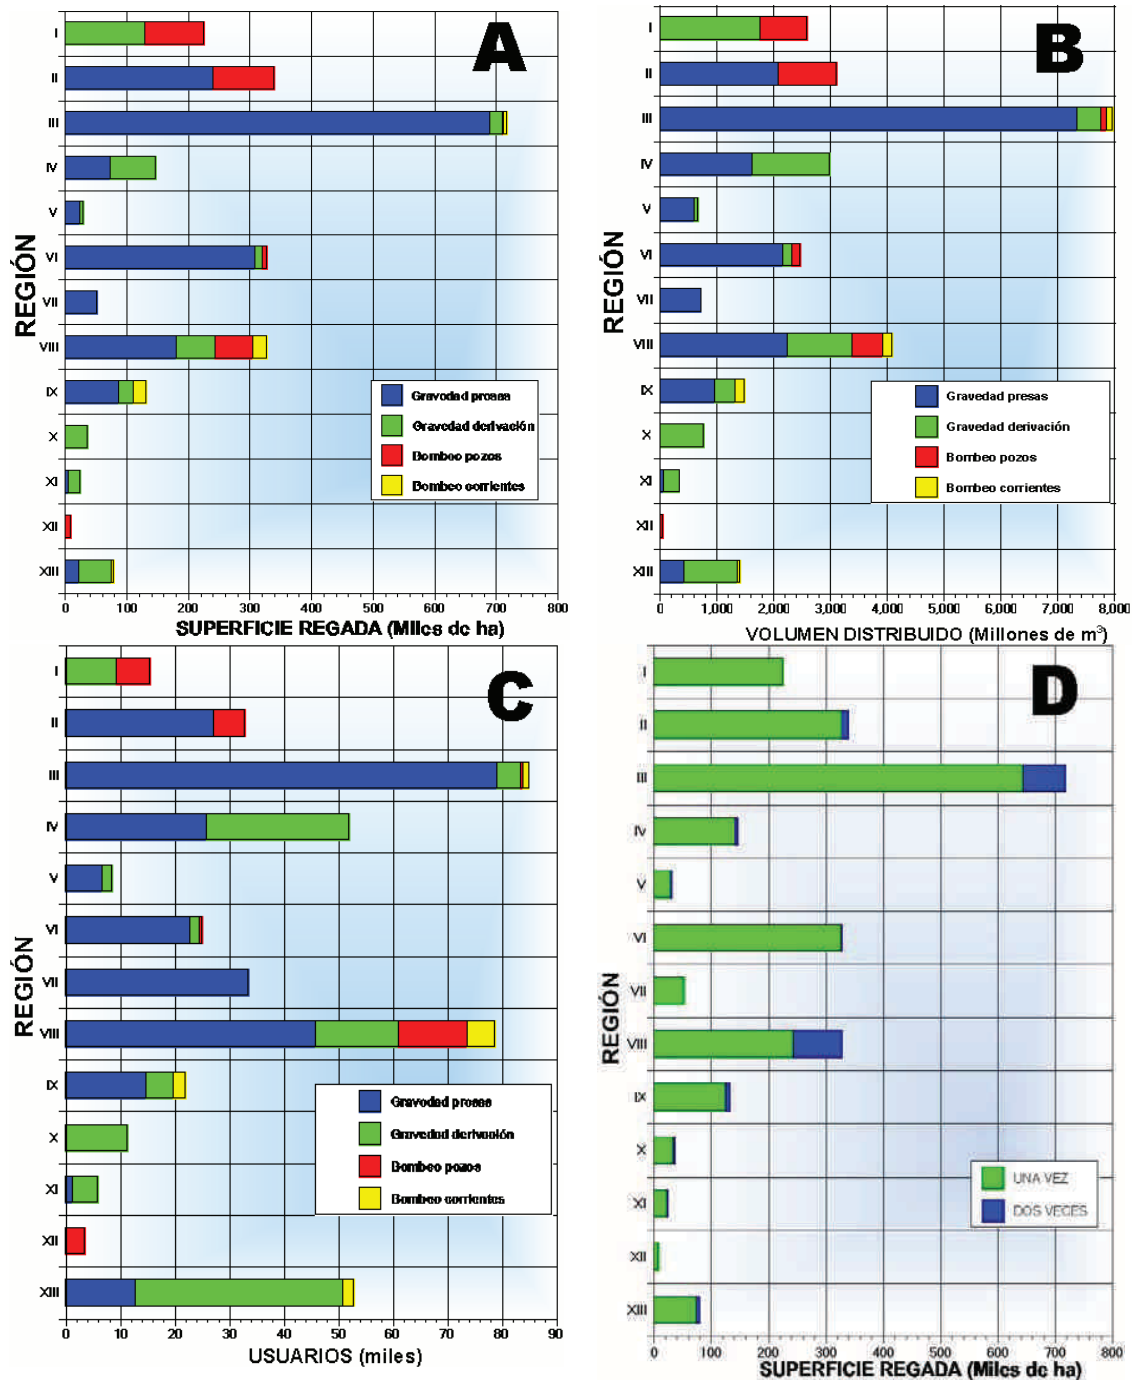 A
I
II
III
IV
V
VI
VII
VIII
IX
X
XI
XII
XIII
REGIÓN
Gravodad prosas
Gravedad derivación
Bombeo pozos
Bombeo corrientes
0 100 200 300 400 500 600 700 800
SUPERFICIE REGADA (Miles de ha)
B
I
II
III
IV
V
VI
VII
VIII
IX
X
XI
XII
XIII
REGIÓN
Gravedad presas
Gravedad derivación
Bombeo pozos
Bombeo corrientes
0 1,000 2,000 3,000 4,000 5,000 6,000 7,000 8,000
VOLUMEN DISTRIBUIDO (Millones de m³)
C
I
II
III
IV
V
VI
VII
VIII
IX
X
XI
XII
XIII
REGIÓN
Gravodad prosas
Gravedad derivación
Bombeo pozos
Bombeo corrientes
0 10 20 30 40 50 60 70 80 90
USUARIOS (miles)
D
I
II
III
IV
V
VI
VII
VIII
IX
X
XI
XII
XIII
REGIÓN
UNA VEZ
DOS VECES
0 100 200 300 400 500 600 700 800
SUPERFICIE REGADA (Miles de ha)